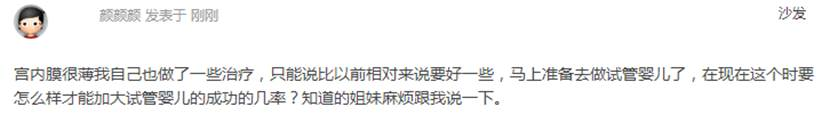 颜颜颜 发表于 刚刚
沙发
宫内膜很薄我自己也做了一些治疗，只能说比以前相对来说要好一些，马上准备去做试管婴儿了，在现在这个时要
怎么样才能加大试管婴儿的成功的几率？知道的姐妹麻烦跟我说一下。